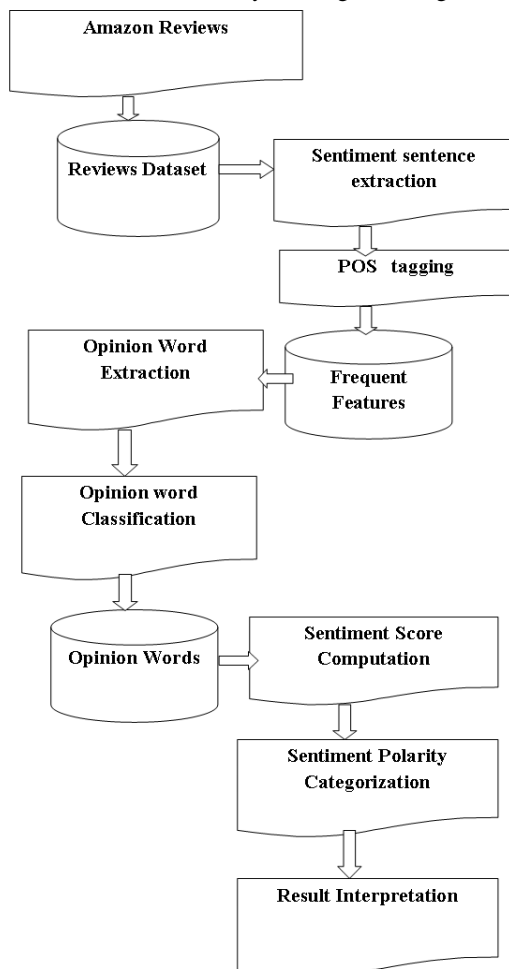 Amazon Reviews
Reviews Dataset
Sentiment sentence
extraction
POS tagging
Frequent
Features
Opinion Word
Extraction
Opinion word
Classification
Opinion Words
Sentiment Score
Computation
Sentiment Polarity
Categorization
Result Interpretation